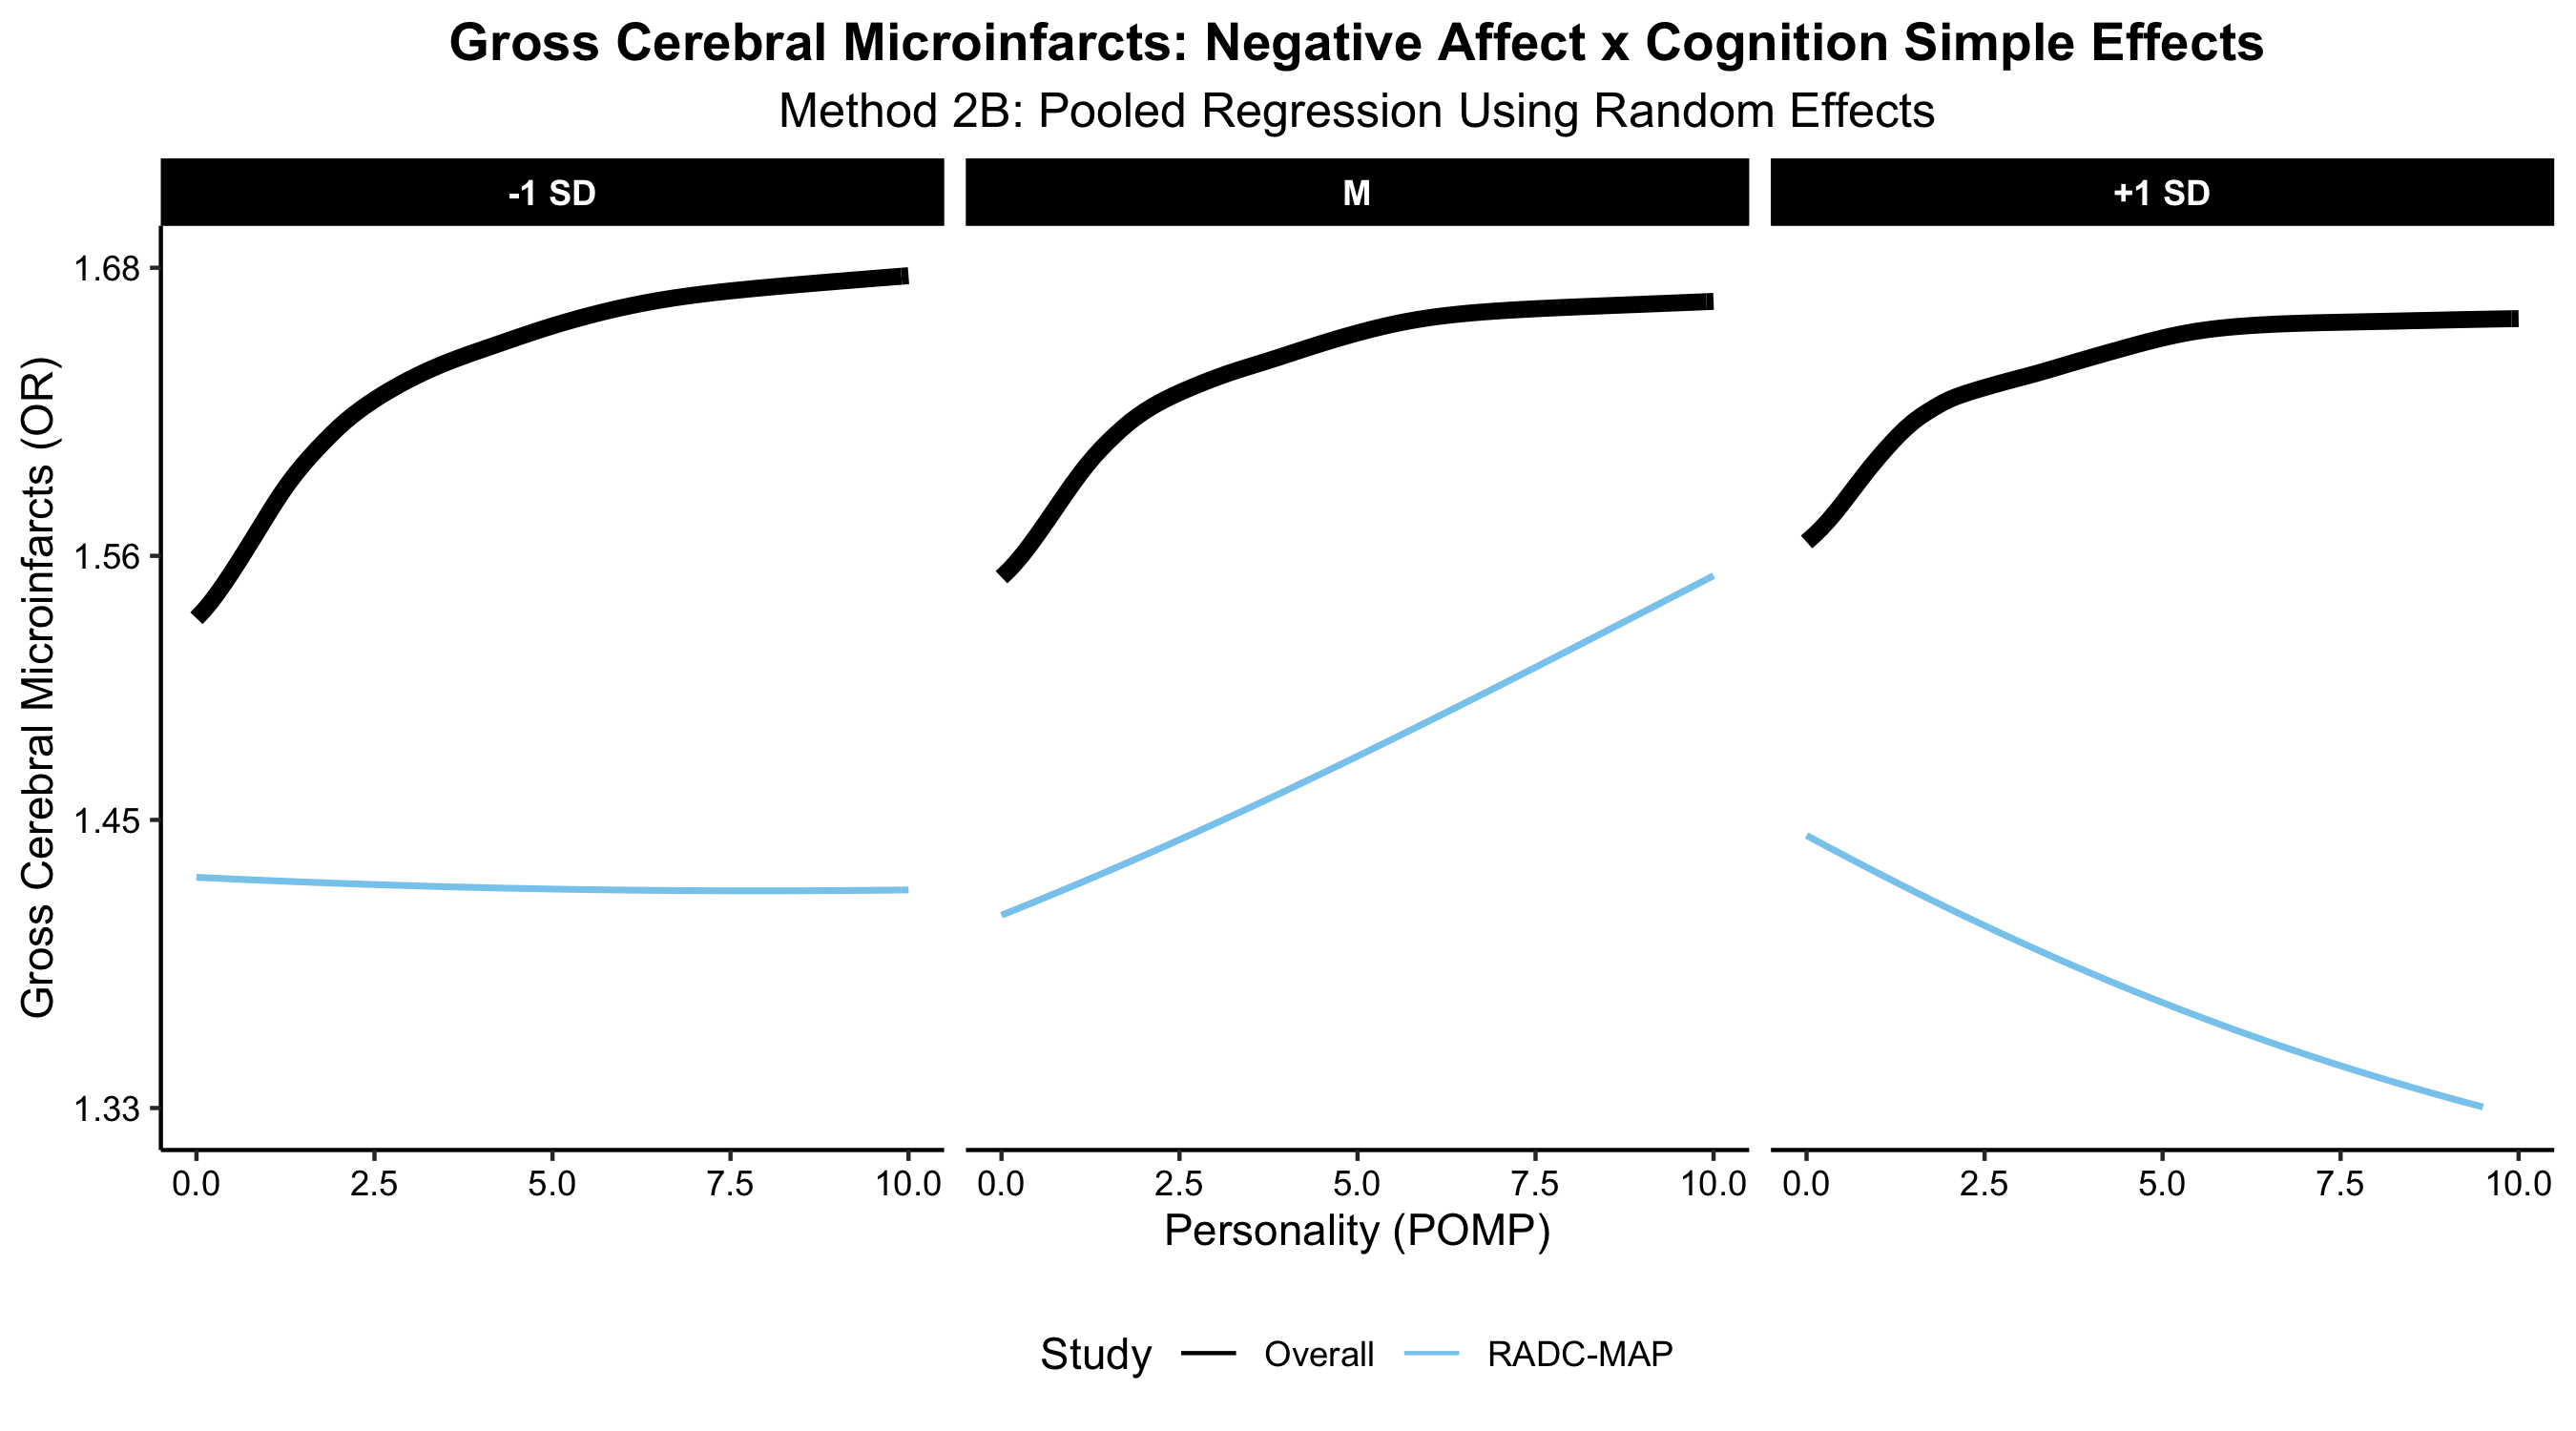 Gross Cerebral Microinfarcts: Negative Affect x Cognition Simple Effects
Method 2B: Pooled Regression Using Random Effects
-1 SD
M
+1 SD
Gross Cerebral Microinfarcts (OR)
1.68
1.56
1.45
1.33
0.0 2.5 5.0 7.5 10.0
0.0 2.5 5.0 7.5 10.0
0.0 2.5 5.0 7.5 10.0
Personality (POMP)
Study Overall RADC-MAP